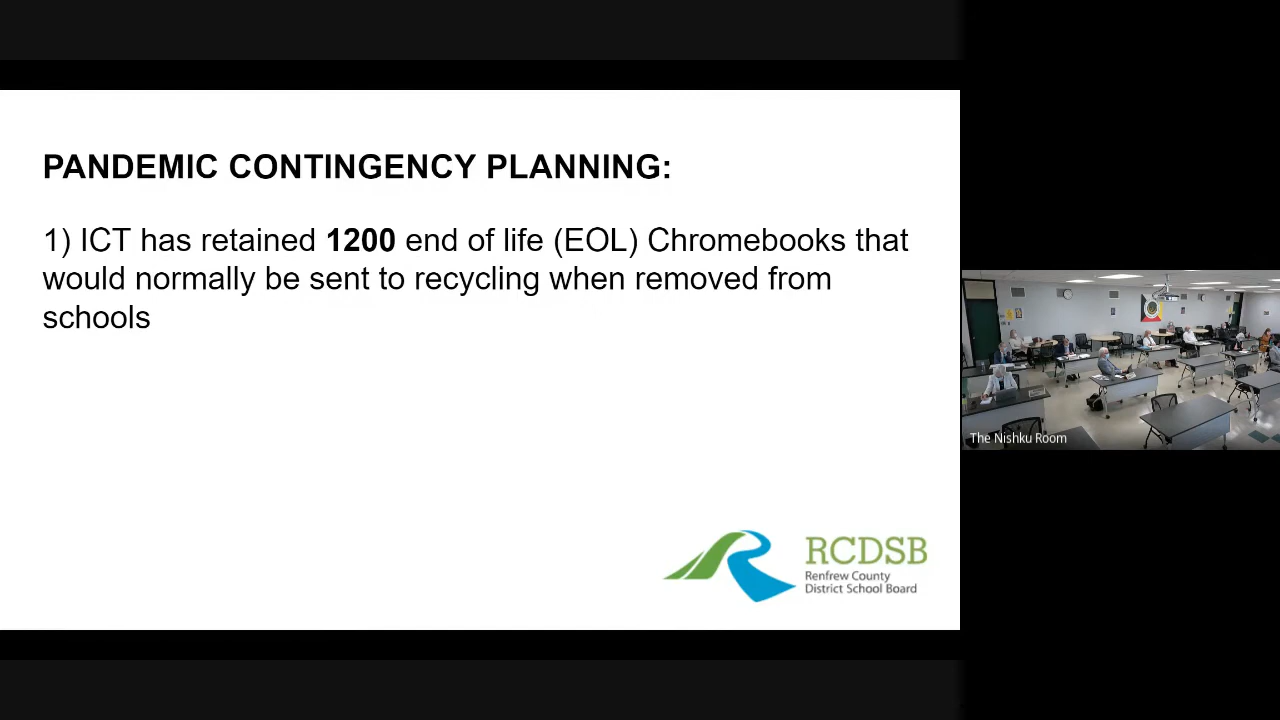 PANDEMIC CONTINGENCY PLANNING:
1) ICT has retained 1200 end of life (EOL) Chromebooks that
would normally be sent to recycling when removed from
schools
RCDSB
Renfrew County
District School Board
The Nishku Room